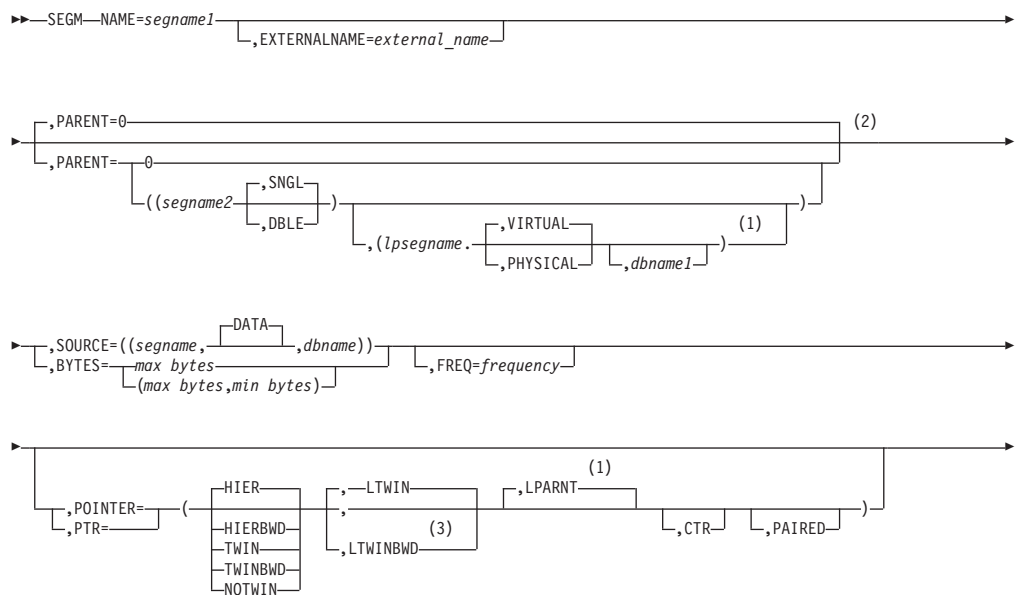 SEGM NAME=segname1
,EXTERNALNAME=external_name
,PARENT=0 (2)
,PARENT= 0
((segname2 ,SNGL )
,DBLE
,(lpsegname. ,VIRTUAL ) (1) )
,PHYSICAL ,dbname1
,SOURCE=((segname, DATA ,dbname))
,BYTES= max bytes
(max bytes,min bytes)
,FREQ=frequency
(1)
HIER , LTWIN ,LPARNT
,POINTER= ( , )
,PTR= HIERBWD (3) ,CTR ,PAIRED
TWIN ,LTWINBWD
TWINBWD
NOTWIN